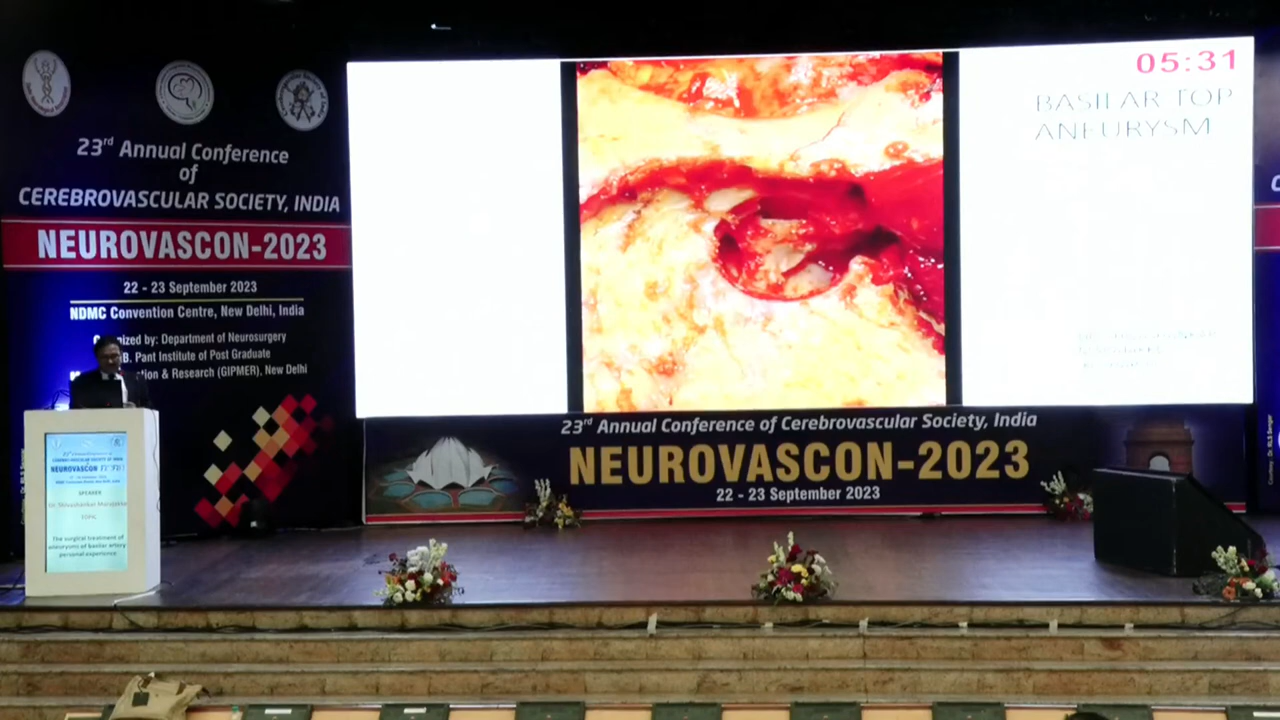 23rd Annual Conference
of
CEREBROVASCULAR SOCIETY, INDIA
NEUROVASCON-2023
22 - 23 September 2023
NDMC Convention Centre, New Delhi, India
by: Department of Neurosurgery
B. Pant Institute of Post Graduate
& Research (GIPMER), New Delhi
05:31
BASILAR TOP
ANEURYSM
23rd Annual Conference of Cerebrovascular Society, India
NEUROVASCON-2023
22 - 23 September 2023
NEUROVASCON
SPEAKER
The surgical treatment of
aneurysms of basilar artery
personal experience